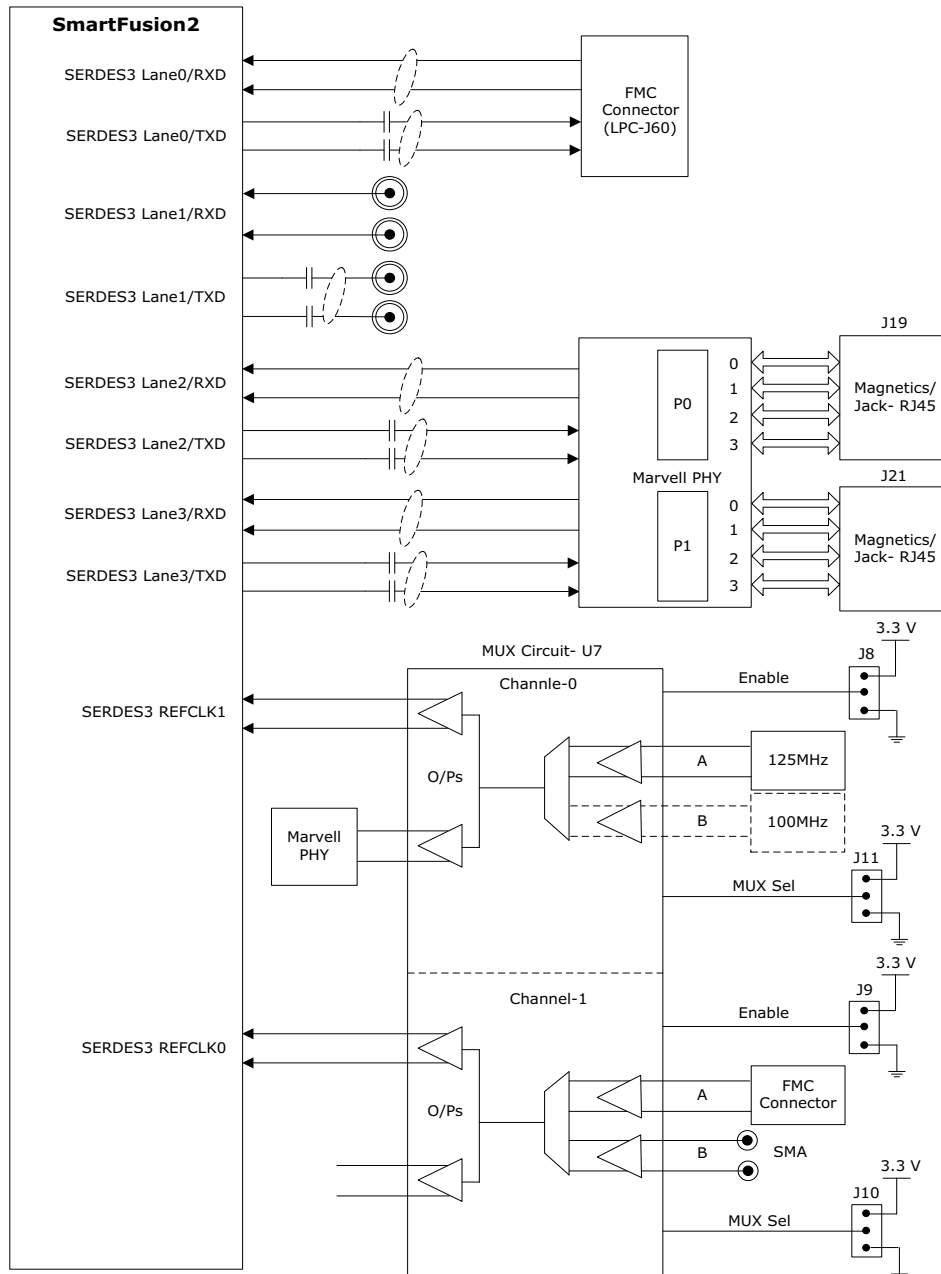 SmartFusion2
SERDES3 Lane0/RXD
SERDES3 Lane0/TXD
FMC
Connector
(LPC-J60)
SERDES3 Lane1/RXD
SERDES3 Lane1/TXD
SERDES3 Lane2/RXD
SERDES3 Lane2/TXD
SERDES3 Lane3/RXD
SERDES3 Lane3/TXD
Marvell PHY
P0
0
1
2
3
J19
Magnetics/
Jack- RJ45
P1
0
1
2
3
J21
Magnetics/
Jack- RJ45
MUX Circuit- U7
Channle-0
SERDES3 REFCLK1
O/Ps
Marvell
PHY
Enable
J8
3.3 V
A
125MHz
B
100MHz
MUX Sel
J11
3.3 V
Channel-1
SERDES3 REFCLK0
O/Ps
Enable
J9
3.3 V
A
FMC
Connector
B
SMA
MUX Sel
J10
3.3 V